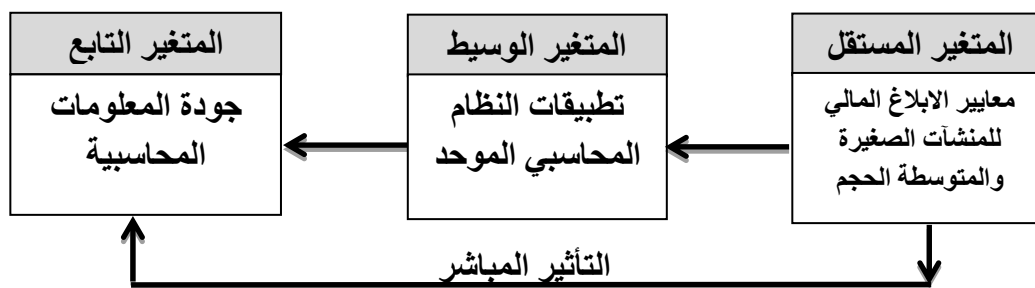 المتغير المستقل
معايير الابلاغ المالي
للمنشآت الصغيرة
والمتوسطة الحجم
المتغير الوسيط
تطبيقات النظام
المحاسبي الموحد
المتغير التابع
جودة المعلومات
المحاسبية
التأثير المباشر